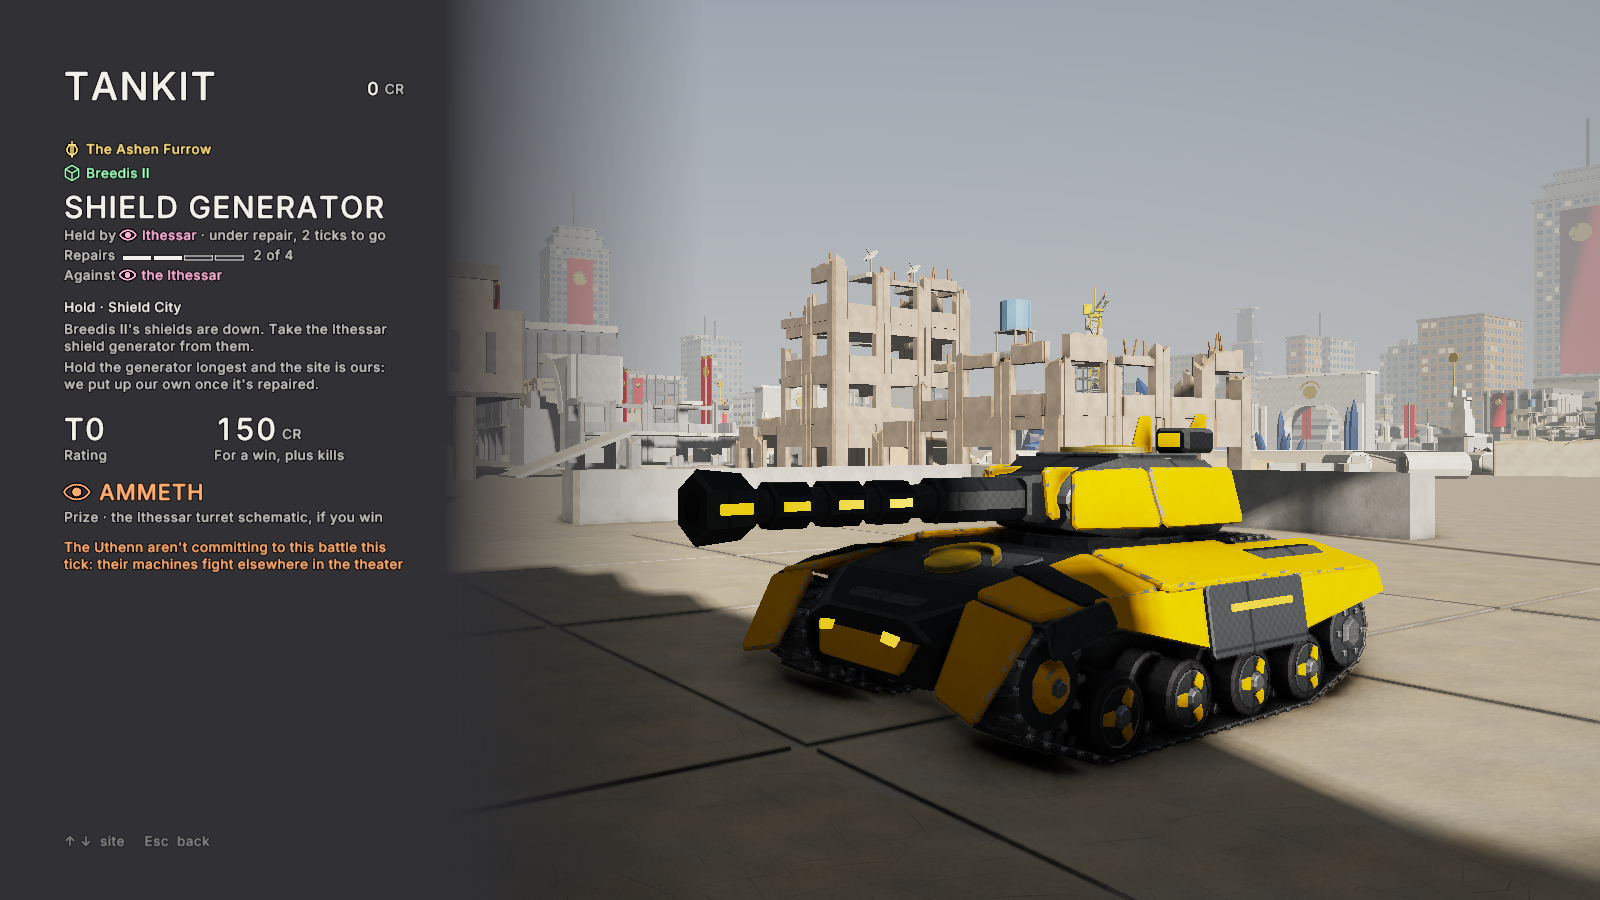 TANKIT
0 CR
The Ashen Furrow
Breedis II
SHIELD GENERATOR
Held by Ithessar · under repair, 2 ticks to go
Repairs 2 of 4
Against the Ithessar
Hold · Shield City
Breedis II's shields are down. Take the Ithessar
shield generator from them.
Hold the generator longest and the site is ours:
we put up our own once it's repaired.
T0 150 CR
Rating For a win, plus kills
AMMETH
Prize · the Ithessar turret schematic, if you win
The Uthenn aren't committing to this battle this
tick: their machines fight elsewhere in the theater
↑ ↓ site Esc back